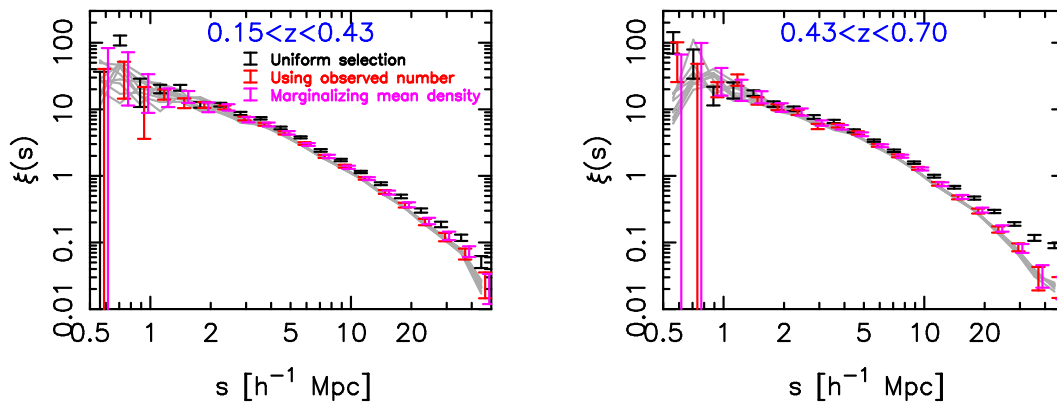 0.15<z<0.43
Uniform selection
Using observed number
Marginalizing mean density
100
10
1
0.1
0.01
ξ(s)
0.5 1 2 5 10 20
s [h⁻¹ Mpc]
0.43<z<0.70
100
10
1
0.1
0.01
ξ(s)
0.5 1 2 5 10 20
s [h⁻¹ Mpc]